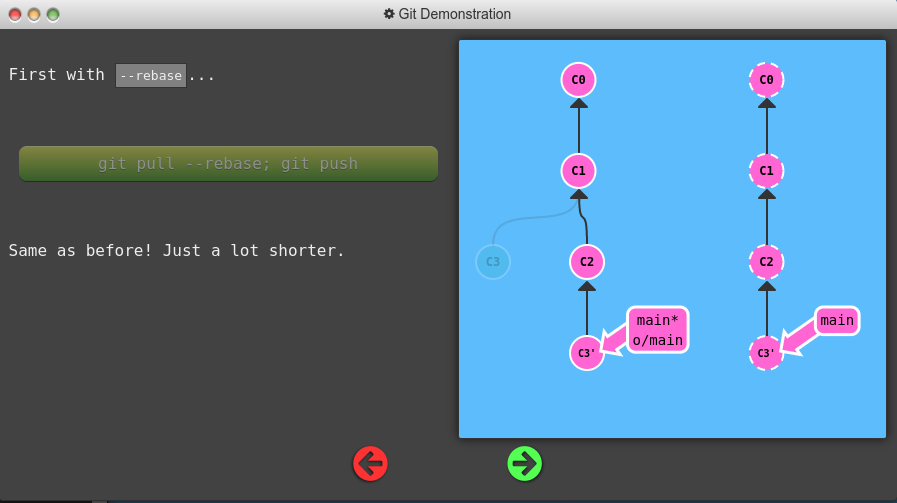 Git Demonstration
First with --rebase...
git pull --rebase; git push
Same as before! Just a lot shorter.
C0
C1
C3
C2
C3'
main*
o/main
C0
C1
C2
C3'
main